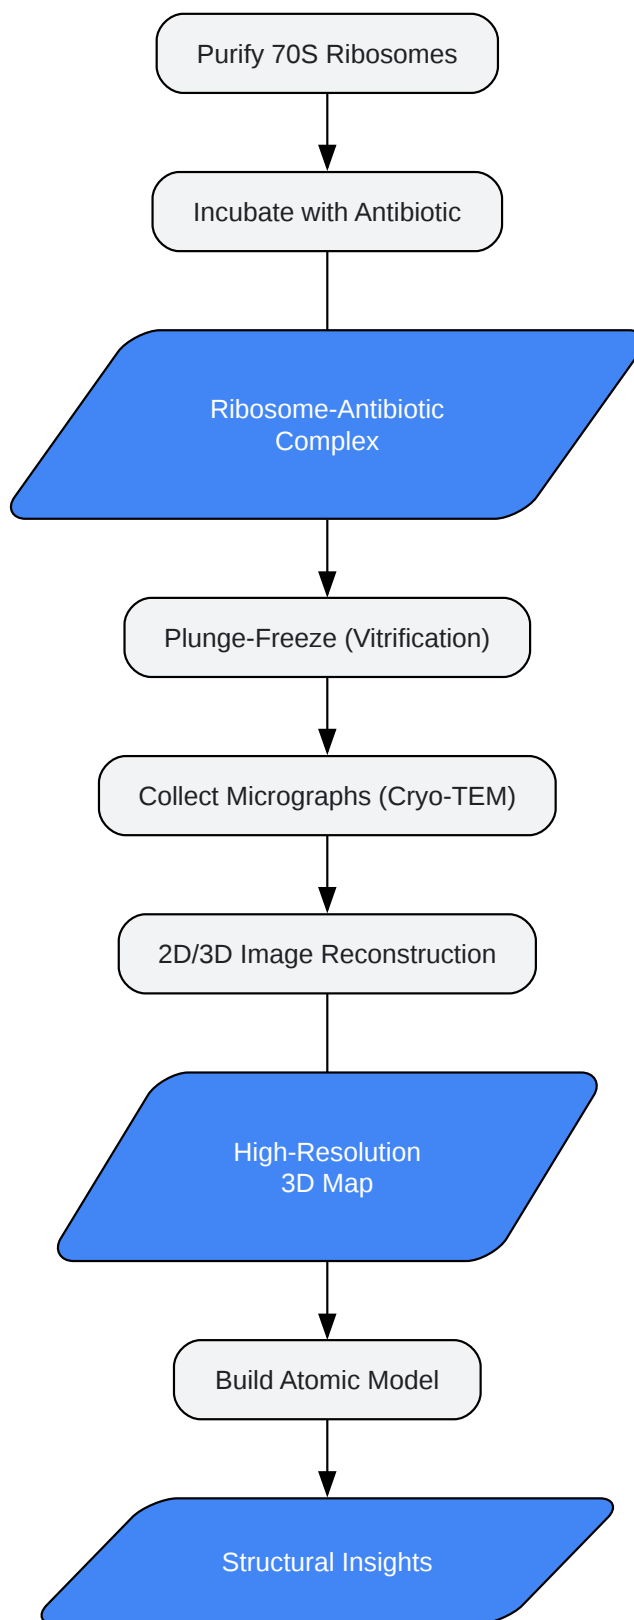 Purify 70S Ribosomes
Incubate with Antibiotic
Ribosome-Antibiotic
Complex
Plunge-Freeze (Vitrification)
Collect Micrographs (Cryo-TEM)
2D/3D Image Reconstruction
High-Resolution
3D Map
Build Atomic Model
Structural Insights